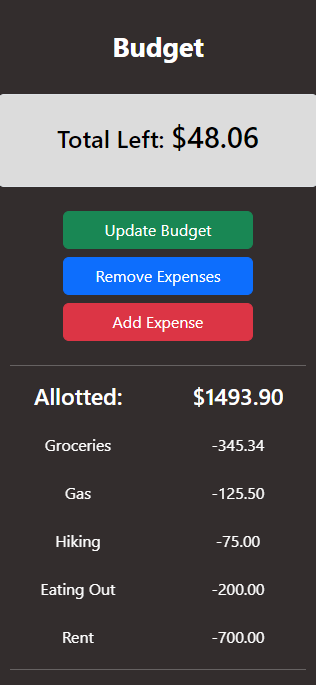 Budget
Total Left: $48.06
Update Budget
Remove Expenses
Add Expense
Allotted: $1493.90
Groceries -345.34
Gas -125.50
Hiking -75.00
Eating Out -200.00
Rent -700.00